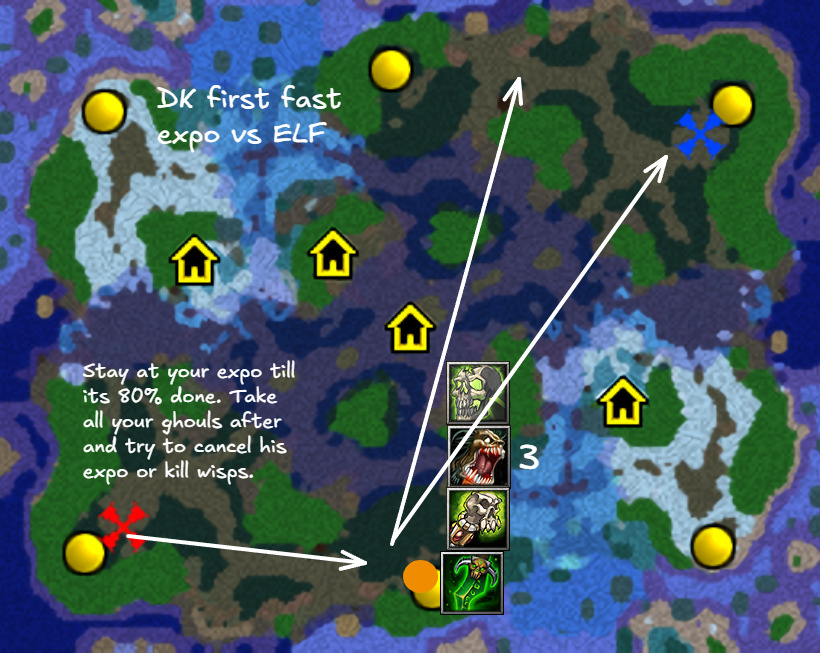 DK first fast
expo vs ELF
Stay at your expo till
its 80% done. Take
all your ghouls after
and try to cancel his
expo or kill wisps.
3